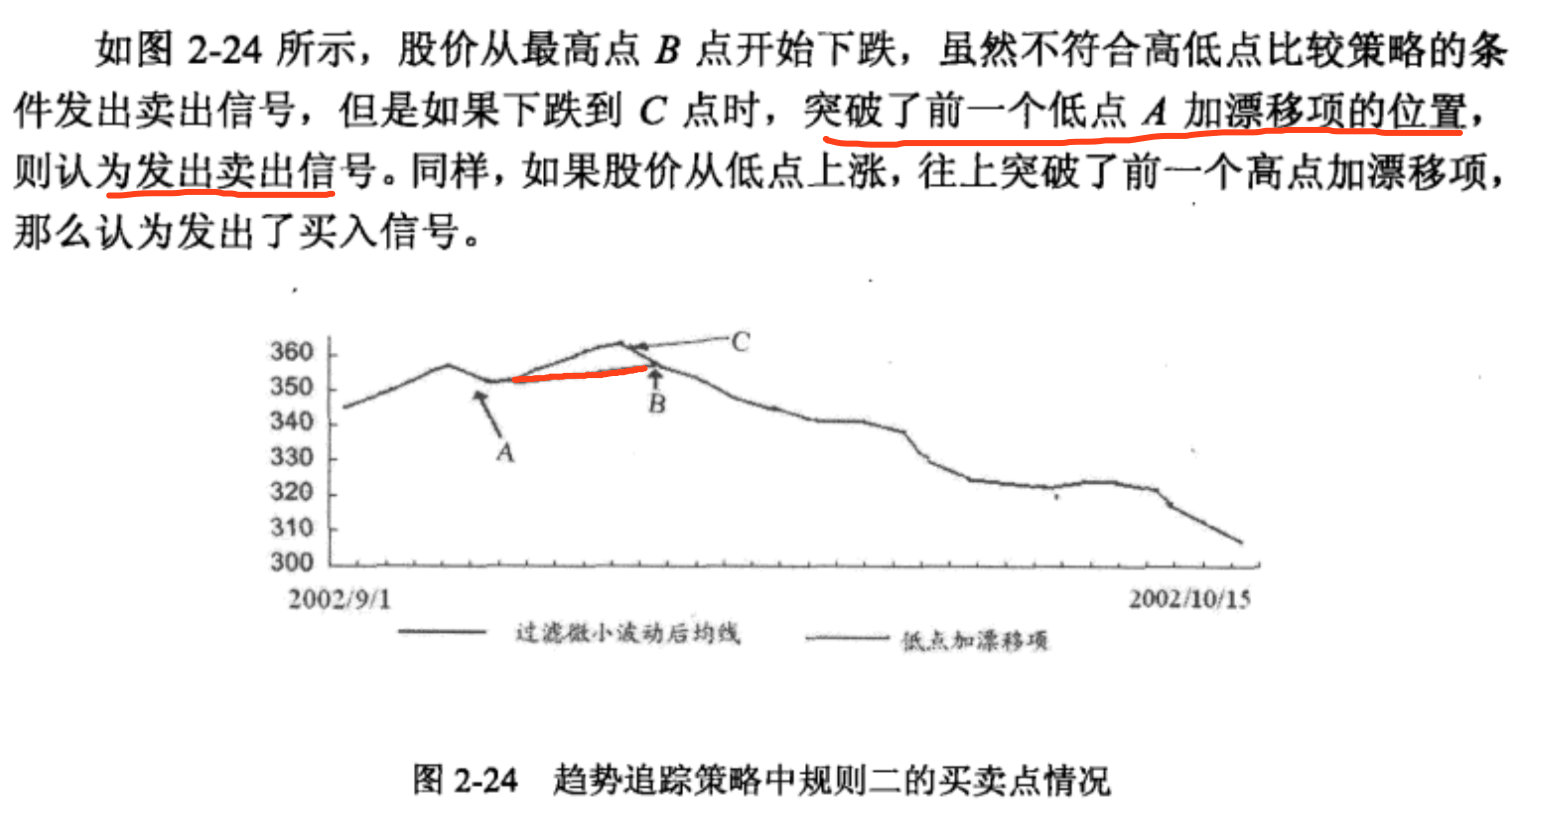 如图 2-24 所示，股价从最高点 B 点开始下跌，虽然不符合高低点比较策略的条
件发出卖出信号，但是如果下跌到 C 点时，突破了前一个低点 A 加漂移项的位置，
则认为发出卖出信号。同样，如果股价从低点上涨，往上突破了前一个高点加漂移项，
那么认为发出了买入信号。
360
350
340
330
320
310
300
C
B
A
2002/9/1
2002/10/15
过滤微小波动后均线
低点加漂移项
图 2-24 趋势追踪策略中规则二的买卖点情况